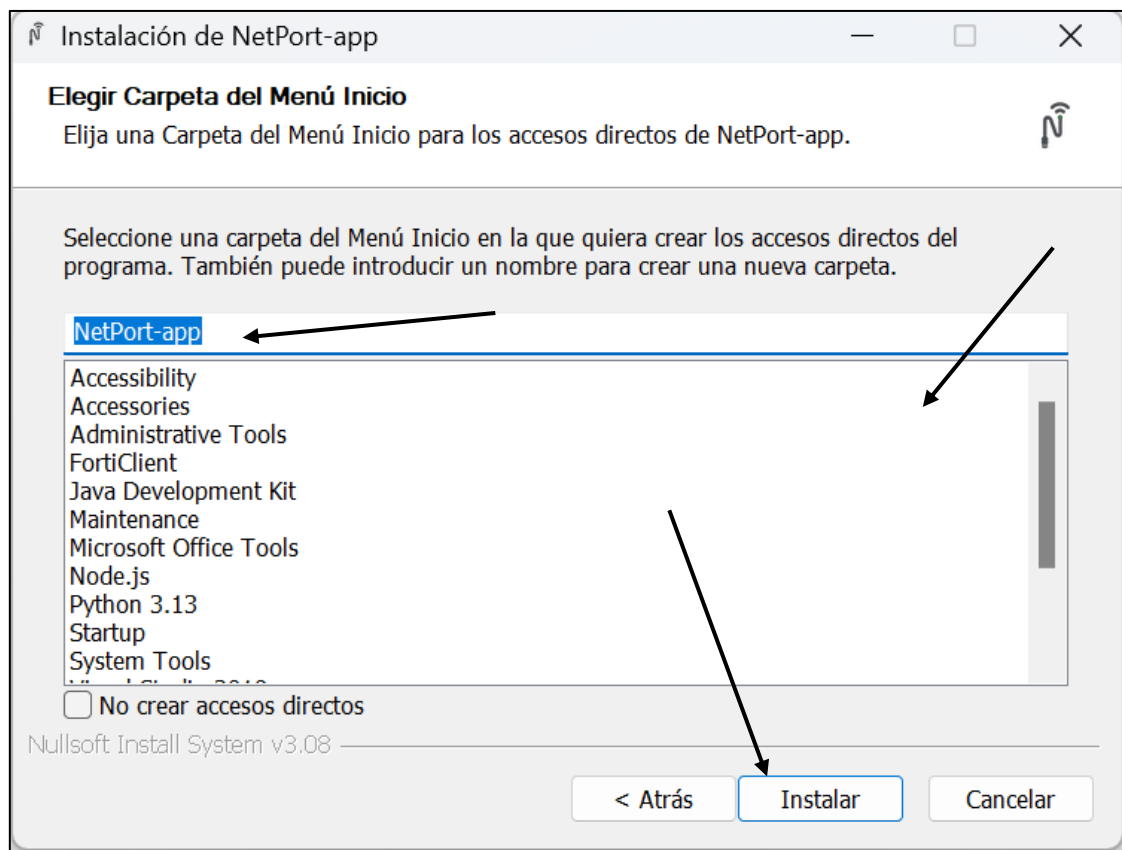 Instalación de NetPort-app
Elegir Carpeta del Menú Inicio
Elija una Carpeta del Menú Inicio para los accesos directos de NetPort-app.
Seleccione una carpeta del Menú Inicio en la que quiera crear los accesos directos del
programa. También puede introducir un nombre para crear una nueva carpeta.
NetPort-app
Accessibility
Accessories
Administrative Tools
FortiClient
Java Development Kit
Maintenance
Microsoft Office Tools
Node.js
Python 3.13
Startup
System Tools
No crear accesos directos
Nullsoft Install System v3.08
< Atrás
Instalar
Cancelar